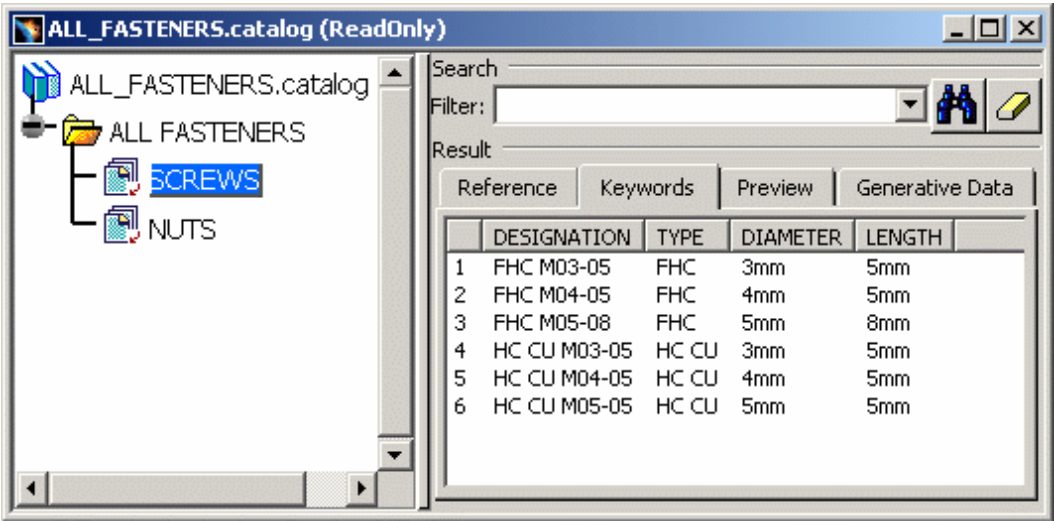 ALL_FASTENERS.catalog (ReadOnly)
ALL_FASTENERS.catalog
ALL FASTENERS
SCREWS
NUTS
Search
Filter:
Result
Reference Keywords Preview Generative Data
DESIGNATION TYPE DIAMETER LENGTH
1 FHC M03-05 FHC 3mm 5mm
2 FHC M04-05 FHC 4mm 5mm
3 FHC M05-08 FHC 5mm 8mm
4 HC CU M03-05 HC CU 3mm 5mm
5 HC CU M04-05 HC CU 4mm 5mm
6 HC CU M05-05 HC CU 5mm 5mm